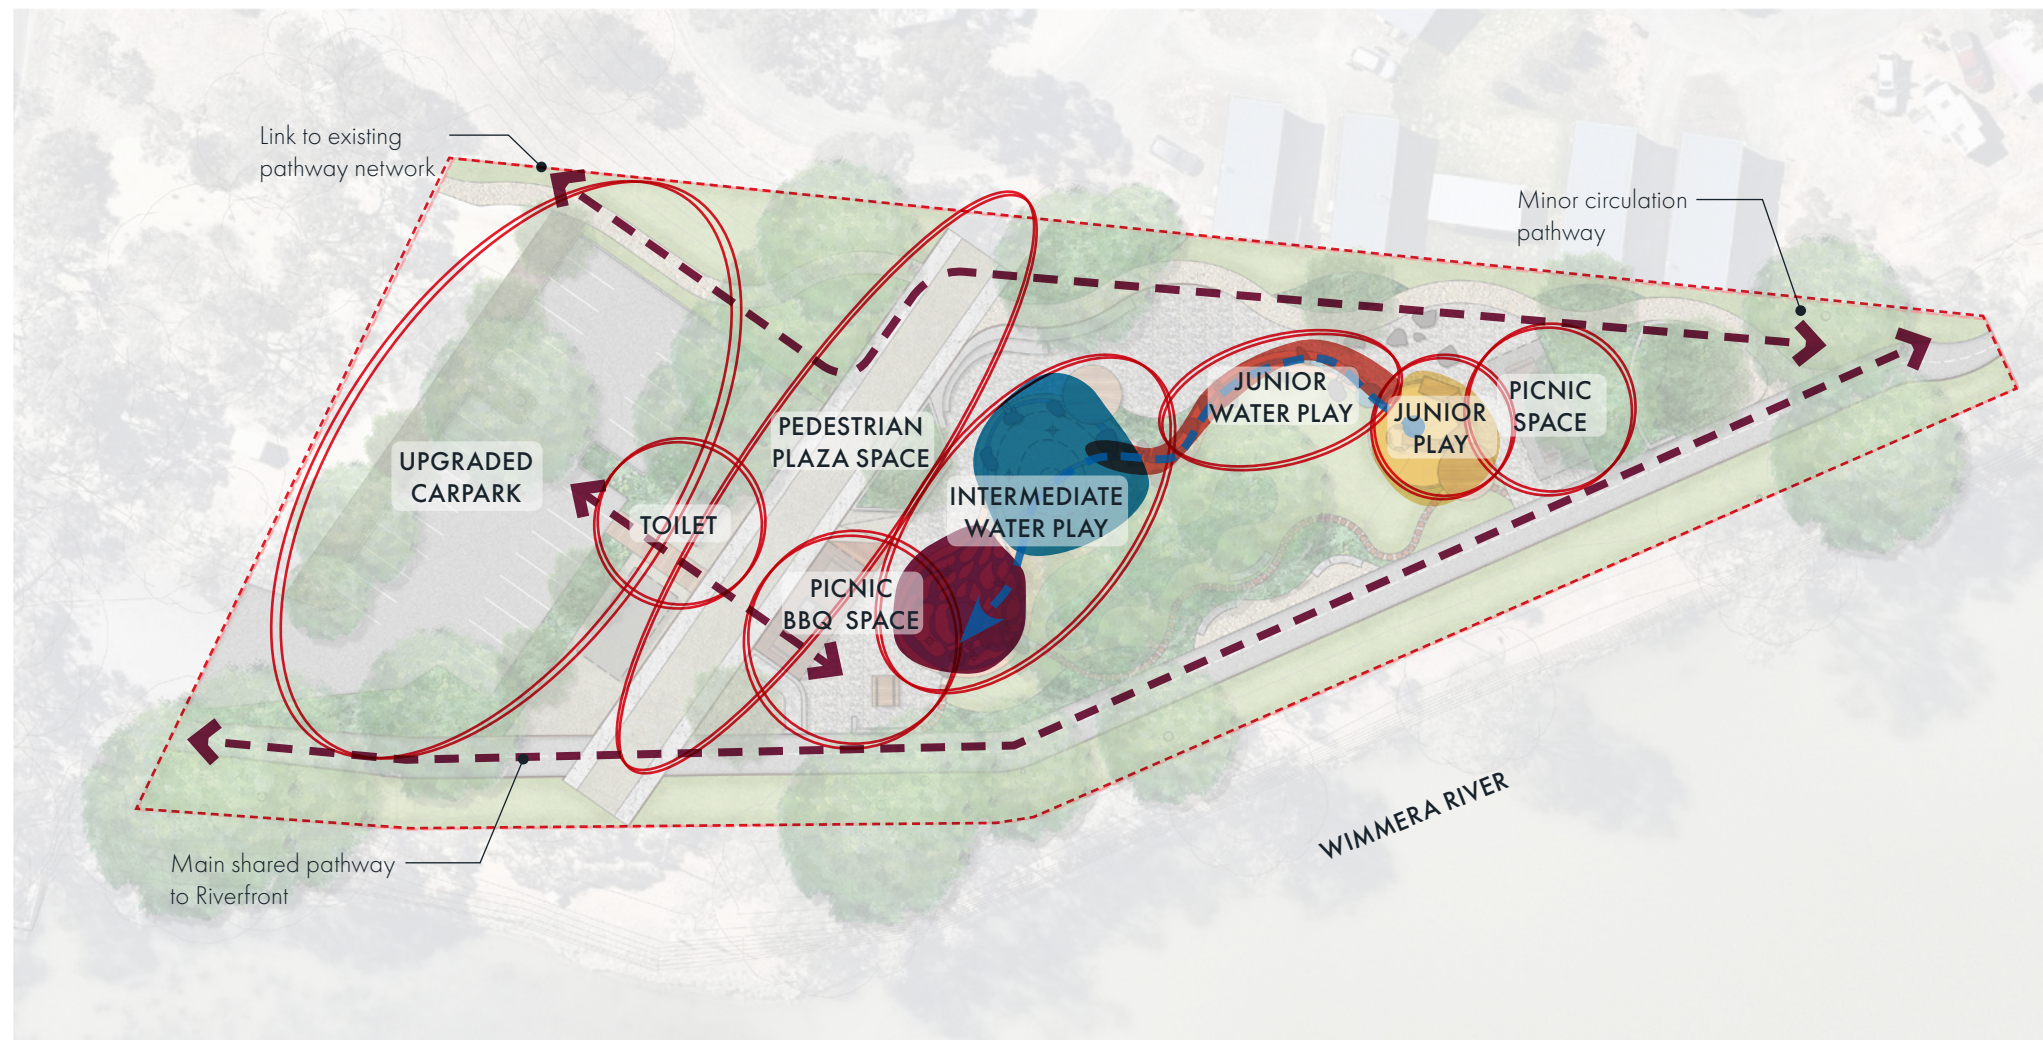 Link to existing
pathway network
Minor circulation
pathway
JUNIOR
WATER PLAY
JUNIOR
PLAY
PICNIC
SPACE
PEDESTRIAN
PLAZA SPACE
UPGRADED
CARPARK
INTERMEDIATE
WATER PLAY
TOILET
PICNIC
BBQ SPACE
WIMMERA RIVER
Main shared pathway
to Riverfront